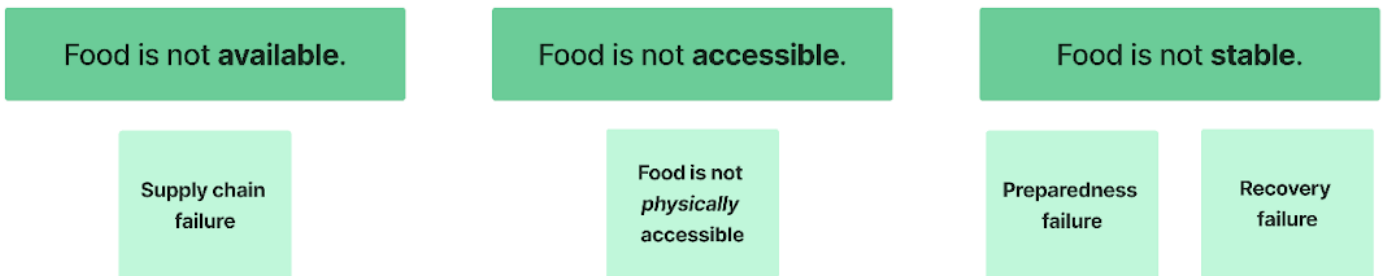 Food is not available.
Food is not accessible.
Food is not stable.
Supply chain
failure
Food is not
physically
accessible
Preparedness
failure
Recovery
failure